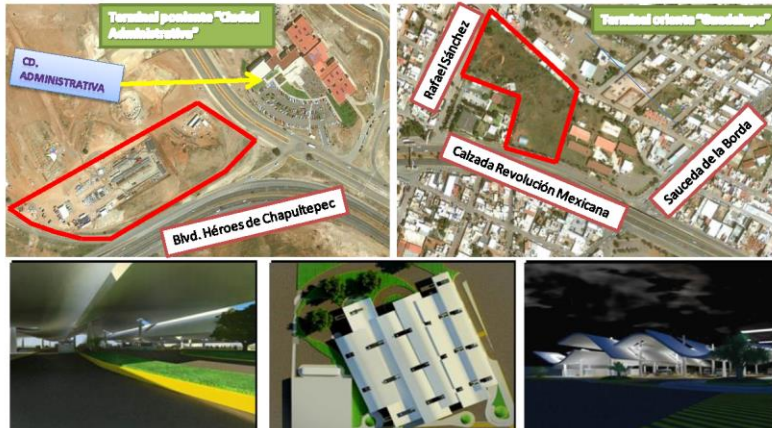 Terminal poniente "Ciudad
Administrativa"
CD.
ADMINISTRATIVA
Blvd. Héroes de Chapultepec
Terminal oriente "Guadalupe"
Rafael Sánchez
Calzada Revolución Mexicana
Sauceda de la Borda